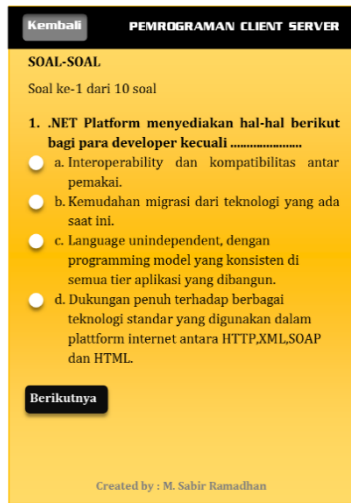 Kembali PEMROGRAMAN CLIENT SERVER
SOAL-SOAL
Soal ke-1 dari 10 soal
1. .NET Platform menyediakan hal-hal berikut
bagi para developer kecuali ......................
a. Interoperability dan kompatibilitas antar
pemakai.
b. Kemudahan migrasi dari teknologi yang ada
saat ini.
c. Language unindependent, dengan
programming model yang konsisten di
semua tier aplikasi yang dibangun.
d. Dukungan penuh terhadap berbagai
teknologi standar yang digunakan dalam
plattform internet antara HTTP,XML,SOAP
dan HTML.
Berikutnya
Created by : M. Sabir Ramadhan